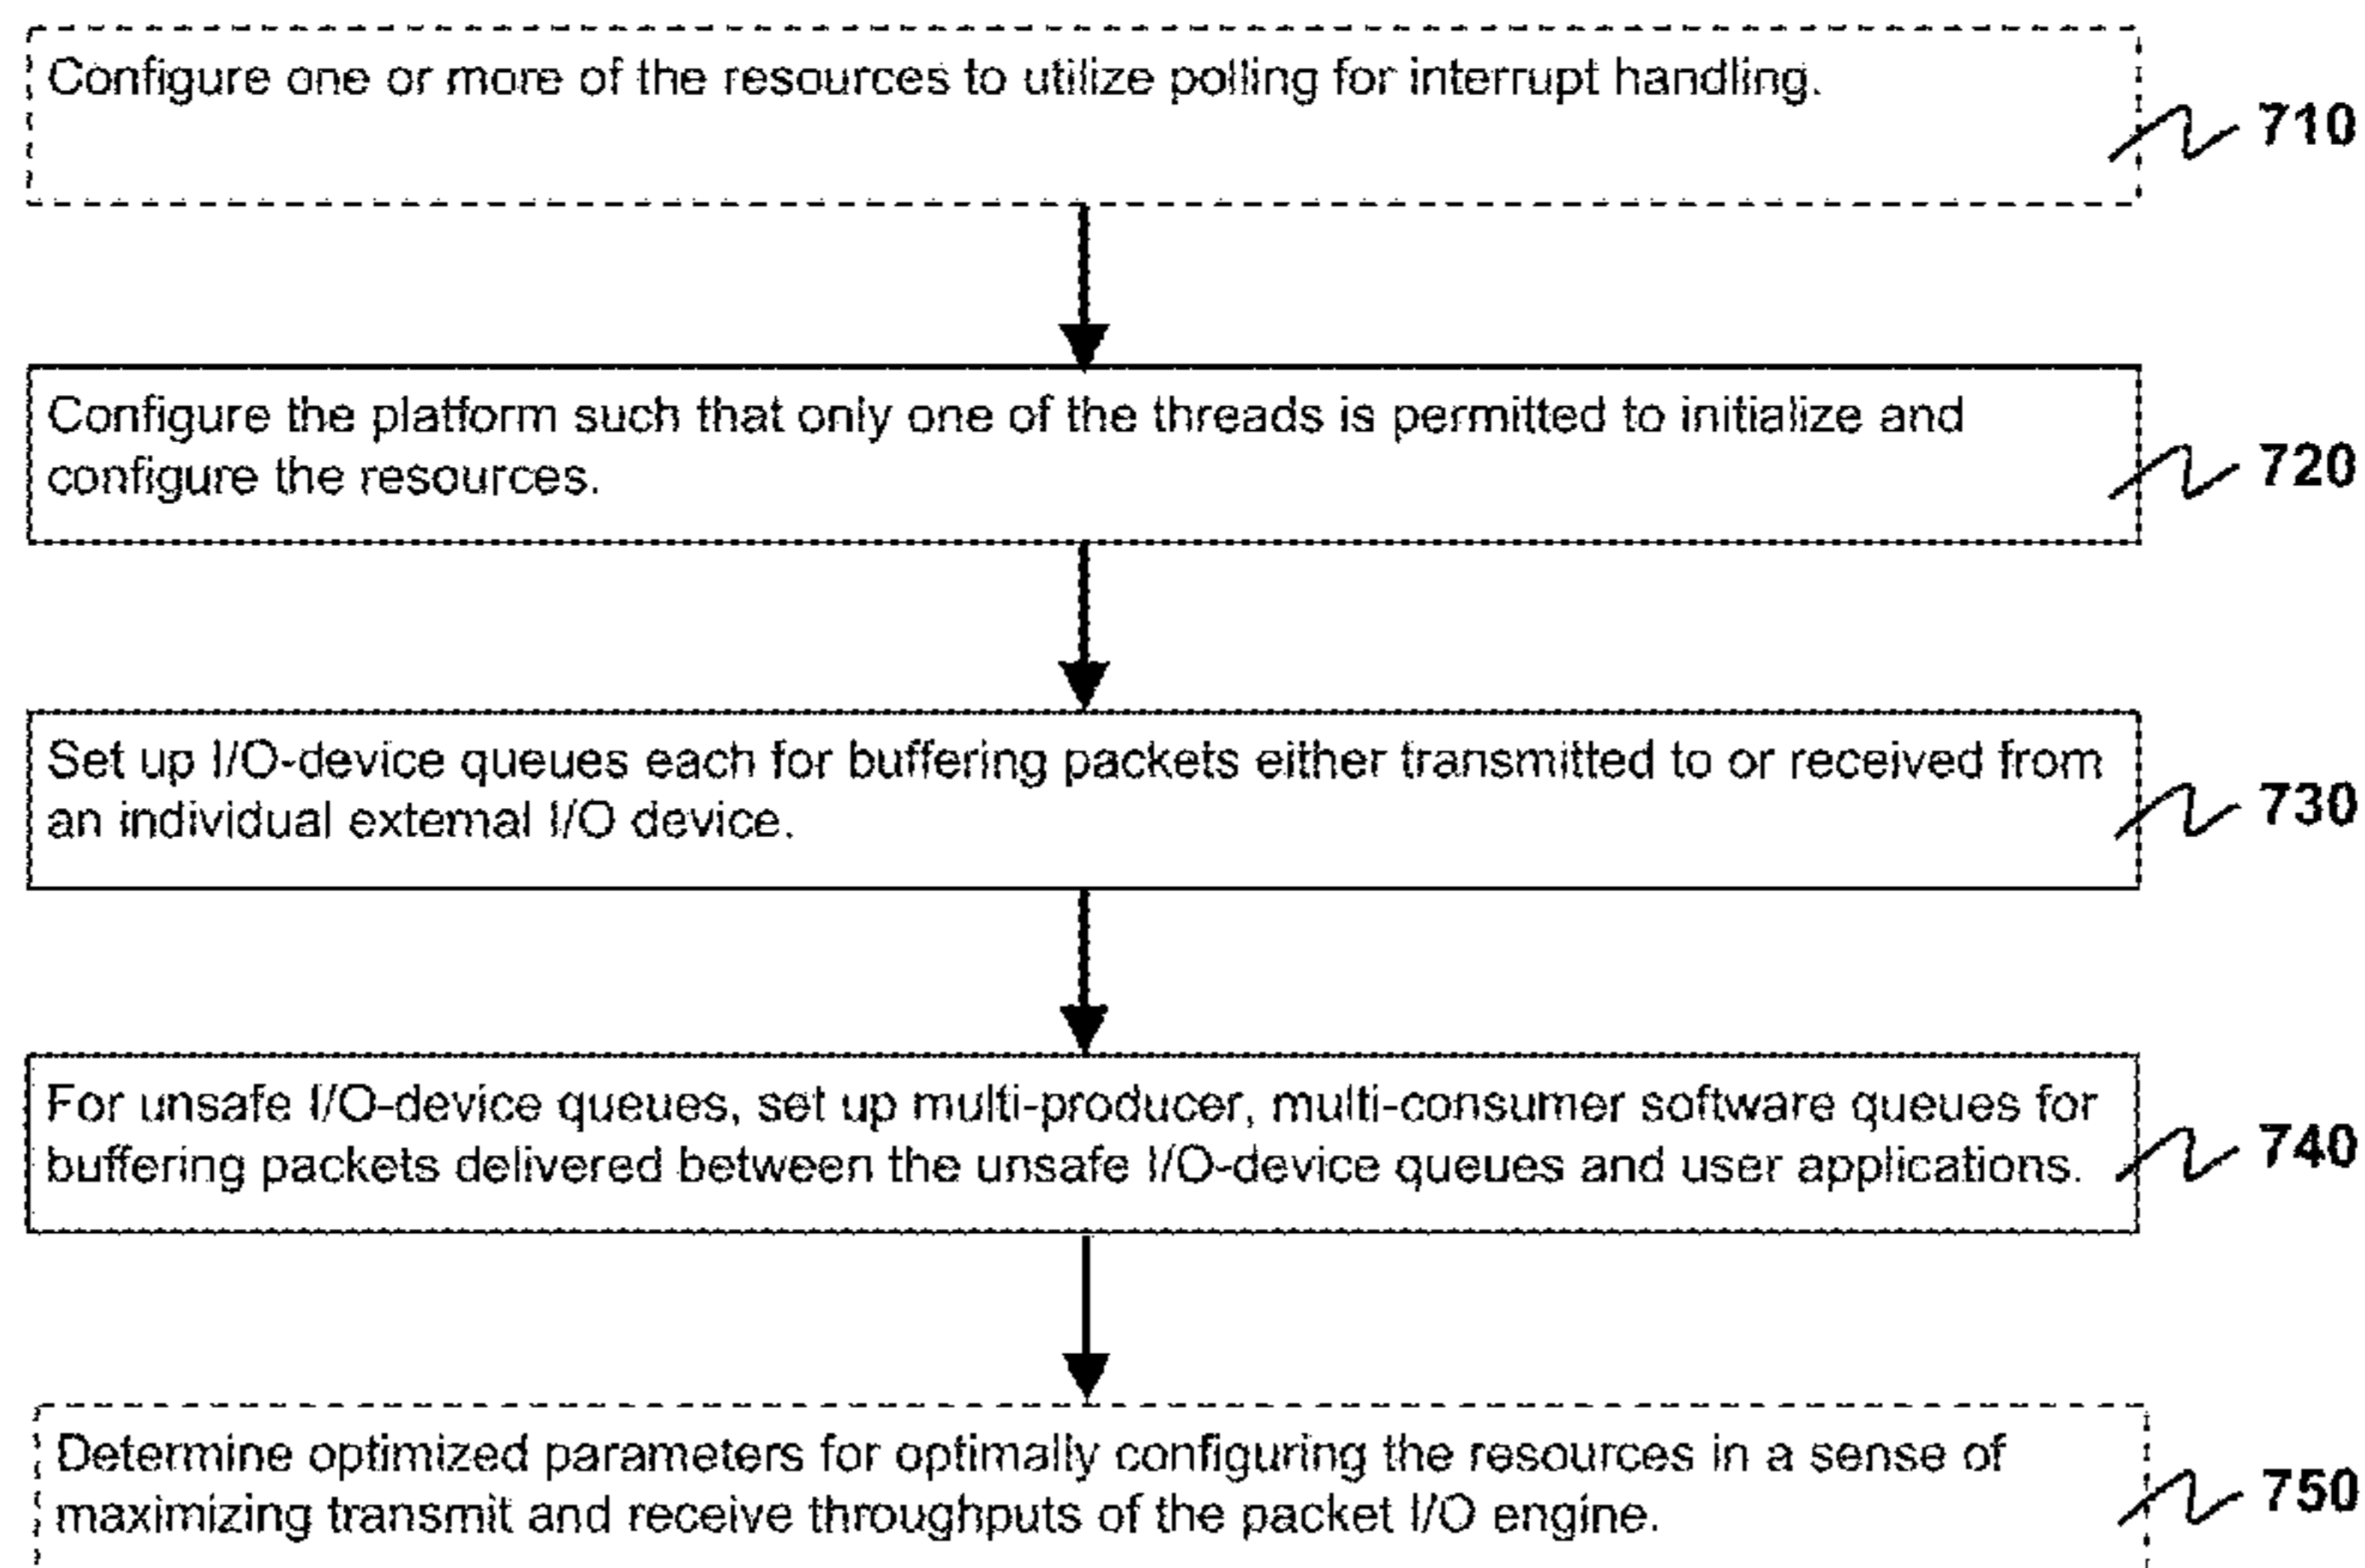 Configure one or more of the resources to utilize polling for interrupt handling.
710
Configure the platform such that only one of the threads is permitted to initialize and
configure the resources.
720
Set up I/O-device queues each for buffering packets either transmitted to or received from
an individual external I/O device.
730
For unsafe I/O-device queues, set up multi-producer, multi-consumer software queues for
buffering packets delivered between the unsafe I/O-device queues and user applications.
740
Determine optimized parameters for optimally configuring the resources in a sense of
maximizing transmit and receive throughputs of the packet I/O engine.
750